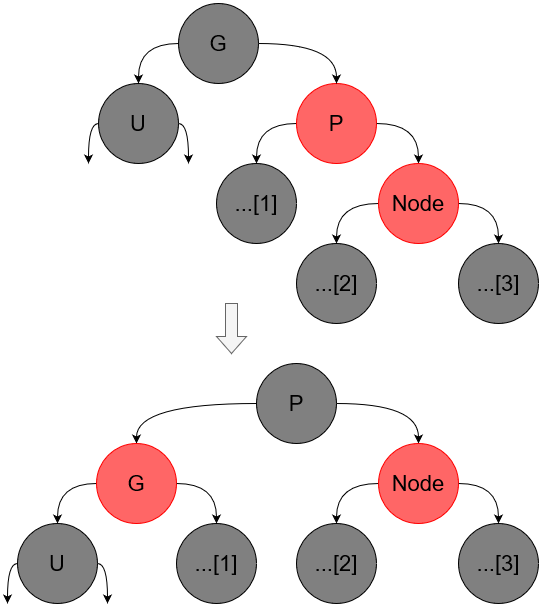 G
U
P
...[1]
Node
...[2]
...[3]
P
G
Node
U
...[1]
...[2]
...[3]